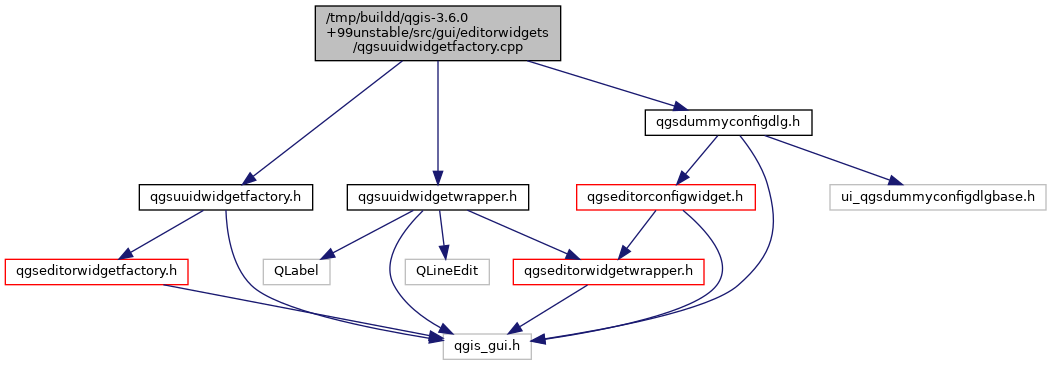 /tmp/buildd/qgis-3.6.0
+99unstable/src/gui/editorwidgets
/qgsuuidwidgetfactory.cpp
qgsdummyconfigdlg.h
qgsuuidwidgetfactory.h
qgsuuidwidgetwrapper.h
qgseditorconfigwidget.h
ui_qgsdummyconfigdlgbase.h
qgseditorwidgetfactory.h
QLabel
QLineEdit
qgseditorwidgetwrapper.h
qgis_gui.h